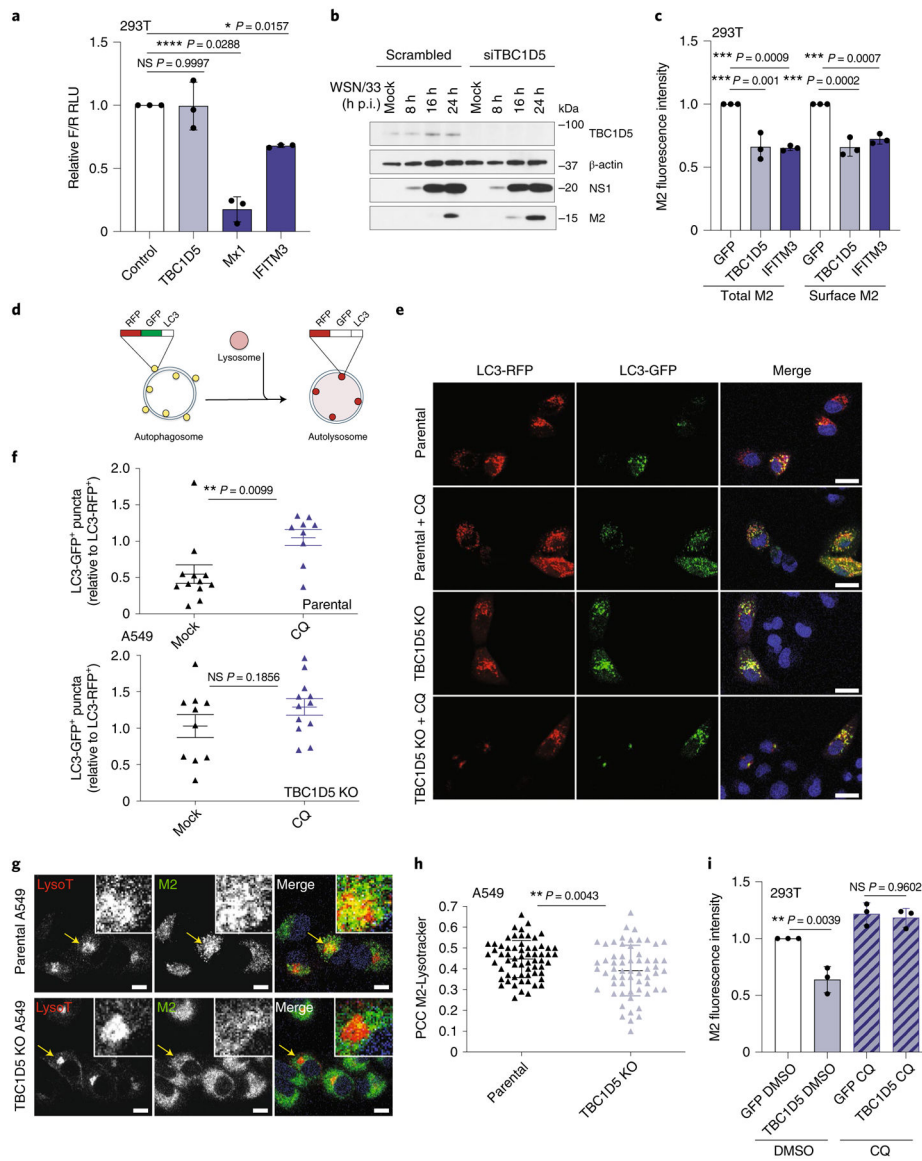 a
293T
* P = 0.0157
**** P = 0.0288
NS P = 0.9997
Relative F/R RLU
1.5
1.0
0.5
0
Control
TBC1D5
Mx1
IFITM3
b
Scrambled
siTBC1D5
WSN/33
(h p.i.)
Mock
8 h
16 h
24 h
Mock
8 h
16 h
24 h
kDa
–100
TBC1D5
–37
β-actin
–20
NS1
–15
M2
c
293T
*** P = 0.0009
*** P = 0.0007
*** P = 0.001
*** P = 0.0002
***
M2 fluorescence intensity
1.5
1.0
0.5
0
GFP
TBC1D5
IFITM3
GFP
TBC1D5
IFITM3
Total M2
Surface M2
d
RFP
GFP
LC3
Lysosome
RFP
GFP
LC3
Autophagosome
Autolysosome
e
LC3-RFP
LC3-GFP
Merge
Parental
Parental + CQ
TBC1D5 KO
TBC1D5 KO + CQ
f
LC3-GFP⁺ puncta
(relative to LC3-RFP⁺)
2.0
1.5
1.0
0.5
0
** P = 0.0099
Parental
Mock
CQ
A549
LC3-GFP⁺ puncta
(relative to LC3-RFP⁺)
2.0
1.5
1.0
0.5
0
NS P = 0.1856
TBC1D5 KO
Mock
CQ
g
Parental A549
LysoT
M2
Merge
TBC1D5 KO A549
LysoT
M2
Merge
h
A549
** P = 0.0043
PCC M2-Lysotracker
0.9
0.8
0.7
0.6
0.5
0.4
0.3
0.2
0.1
0
Parental
TBC1D5 KO
i
293T
NS P = 0.9602
** P = 0.0039
M2 fluorescence intensity
1.5
1.0
0.5
0
GFP DMSO
TBC1D5 DMSO
GFP CQ
TBC1D5 CQ
DMSO
CQ